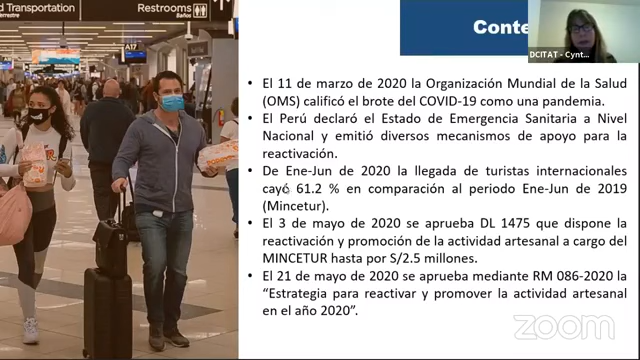 d Transportation
Terrestre
Restrooms
Baños
A17
Conte
DCITAT - Cynt...
• El 11 de marzo de 2020 la Organización Mundial de la Salud
(OMS) calificó el brote del COVID-19 como una pandemia.
• El Perú declaró el Estado de Emergencia Sanitaria a Nivel
Nacional y emitió diversos mecanismos de apoyo para la
reactivación.
• De Ene-Jun de 2020 la llegada de turistas internacionales
cayó 61.2 % en comparación al periodo Ene-Jun de 2019
(Mincetur).
• El 3 de mayo de 2020 se aprueba DL 1475 que dispone la
reactivación y promoción de la actividad artesanal a cargo del
MINCETUR hasta por S/2.5 millones.
• El 21 de mayo de 2020 se aprueba mediante RM 086-2020 la
“Estrategia para reactivar y promover la actividad artesanal
en el año 2020”.
zoom